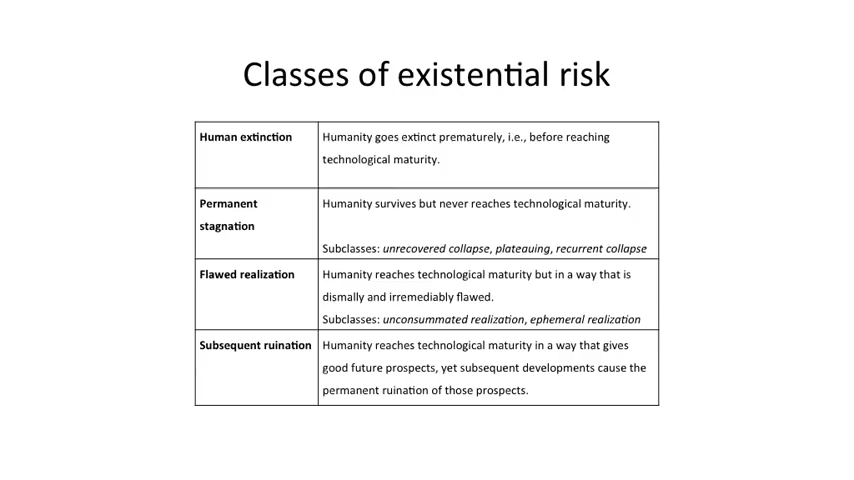 Classes of existential risk
Human extinction
Humanity goes extinct prematurely, i.e., before reaching
technological maturity.
Permanent
stagnation
Humanity survives but never reaches technological maturity.
Subclasses: unrecovered collapse, plateauing, recurrent collapse
Flawed realization
Humanity reaches technological maturity but in a way that is
dismally and irremediably flawed.
Subclasses: unconsummated realization, ephemeral realization
Subsequent ruination
Humanity reaches technological maturity in a way that gives
good future prospects, yet subsequent developments cause the
permanent ruination of those prospects.